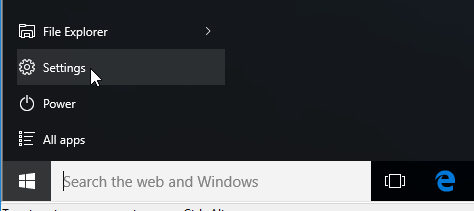 File Explorer
Settings
Power
All apps
Search the web and Windows